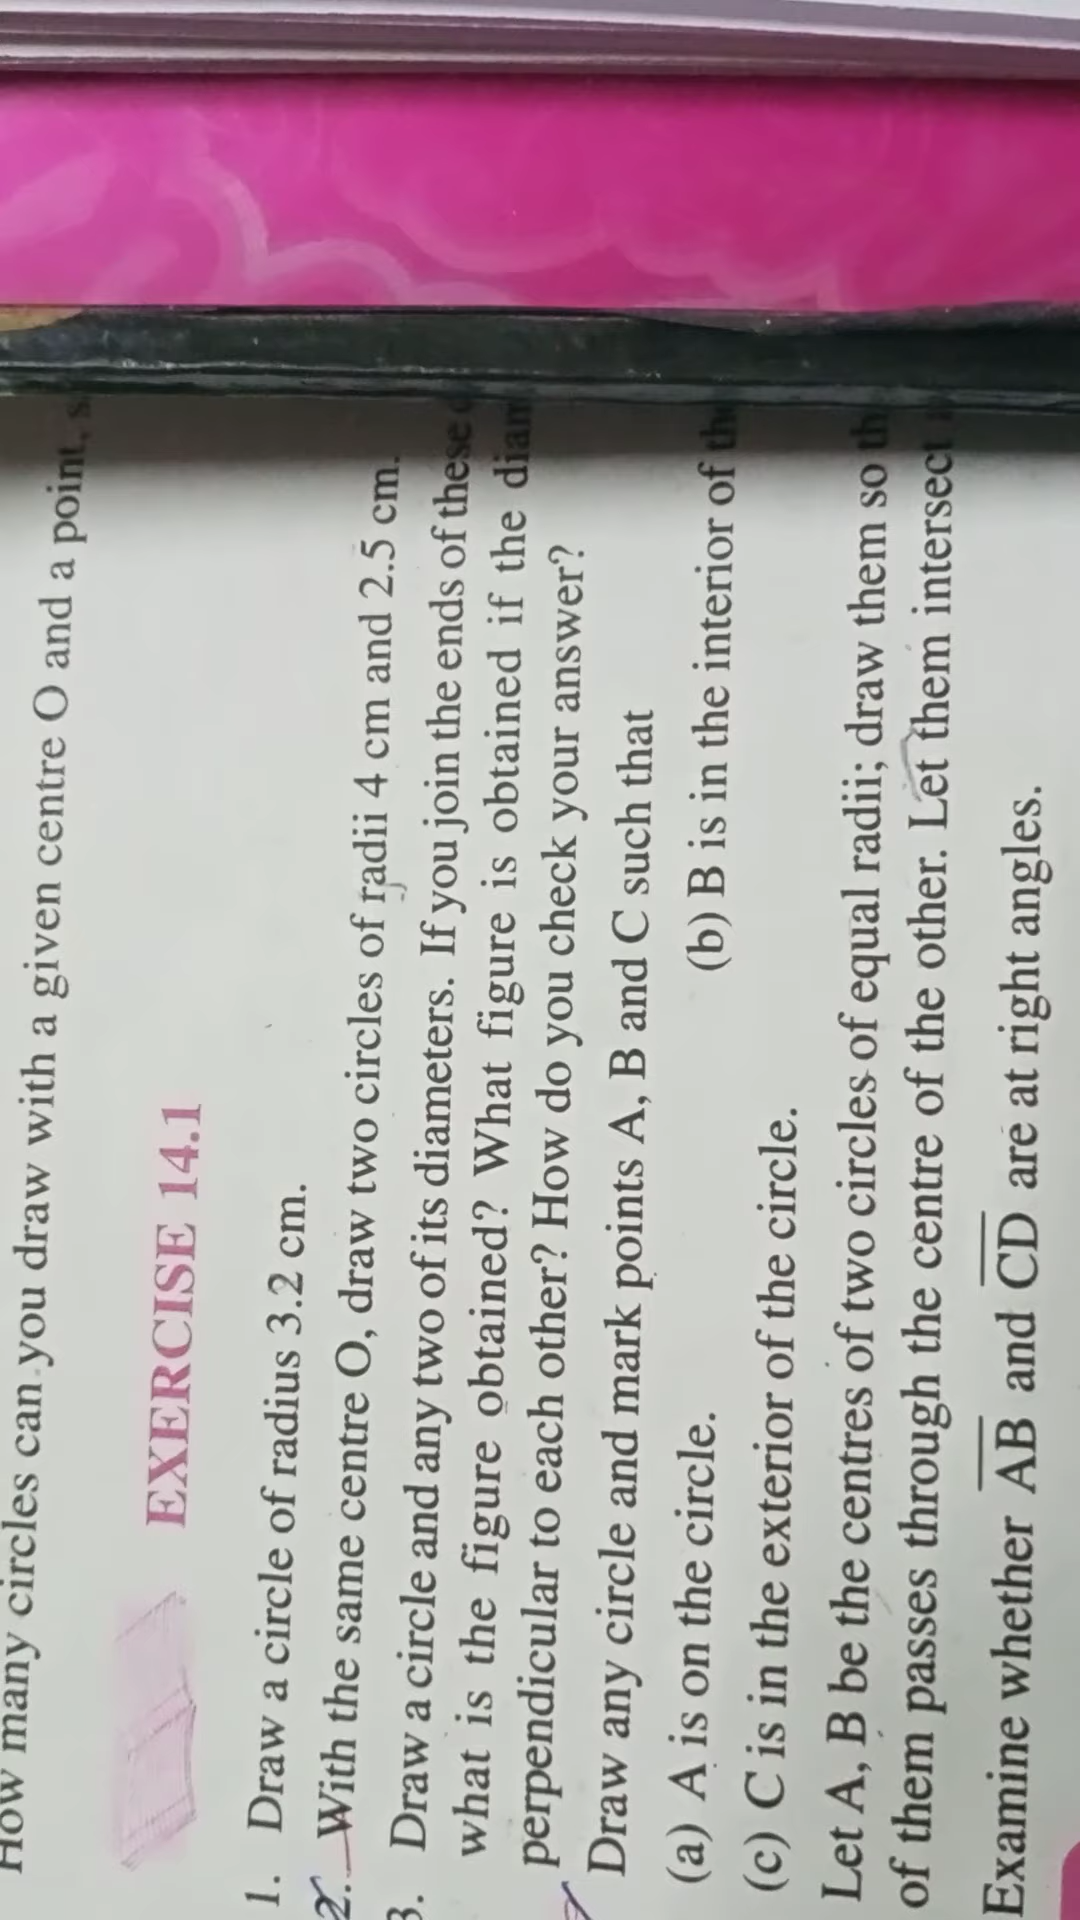 How many circles can you draw with a given centre O and a point,
EXERCISE 14.1
1. Draw a circle of radius 3.2 cm.
2. With the same centre O, draw two circles of radii 4 cm and 2.5 cm.
3. Draw a circle and any two of its diameters. If you join the ends of these
what is the figure obtained? What figure is obtained if the
perpendicular to each other? How do you check your answer?
Draw any circle and mark points A, B and C such that
(a) A is on the circle. (b) B is in the interior of the
(c) C is in the exterior of the circle.
Let A, B be the centres of two circles of equal radii; draw them so
of them passes through the centre of the other. Let them intersect
Examine whether AB and CD are at right angles.